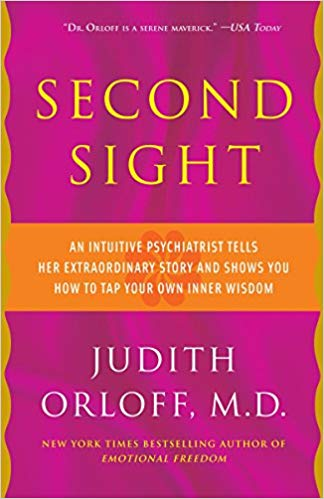 "Dr. Orloff is a serene maverick." —USA Today
SECOND
SIGHT
AN INTUITIVE PSYCHIATRIST TELLS
HER EXTRAORDINARY STORY AND SHOWS YOU
HOW TO TAP YOUR OWN INNER WISDOM
JUDITH
ORLOFF, M.D.
NEW YORK TIMES BESTSELLING AUTHOR OF
EMOTIONAL FREEDOM